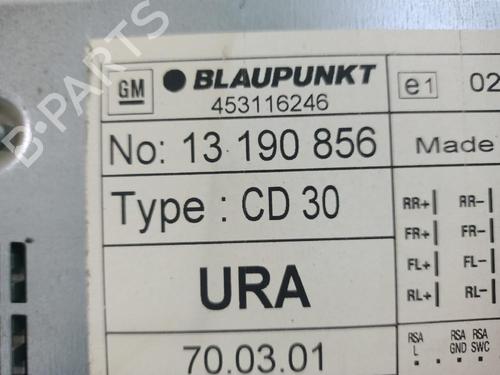 GM BLAUPUNKT
453116246
e1 02
No: 13 190 856
Made
Type : CD 30
RR+ RR-
FR+ FR-
FL+ FL-
RL+ RL-
URA
RSA RSA RSA
L GND SWC
70.03.01
B-PARTS